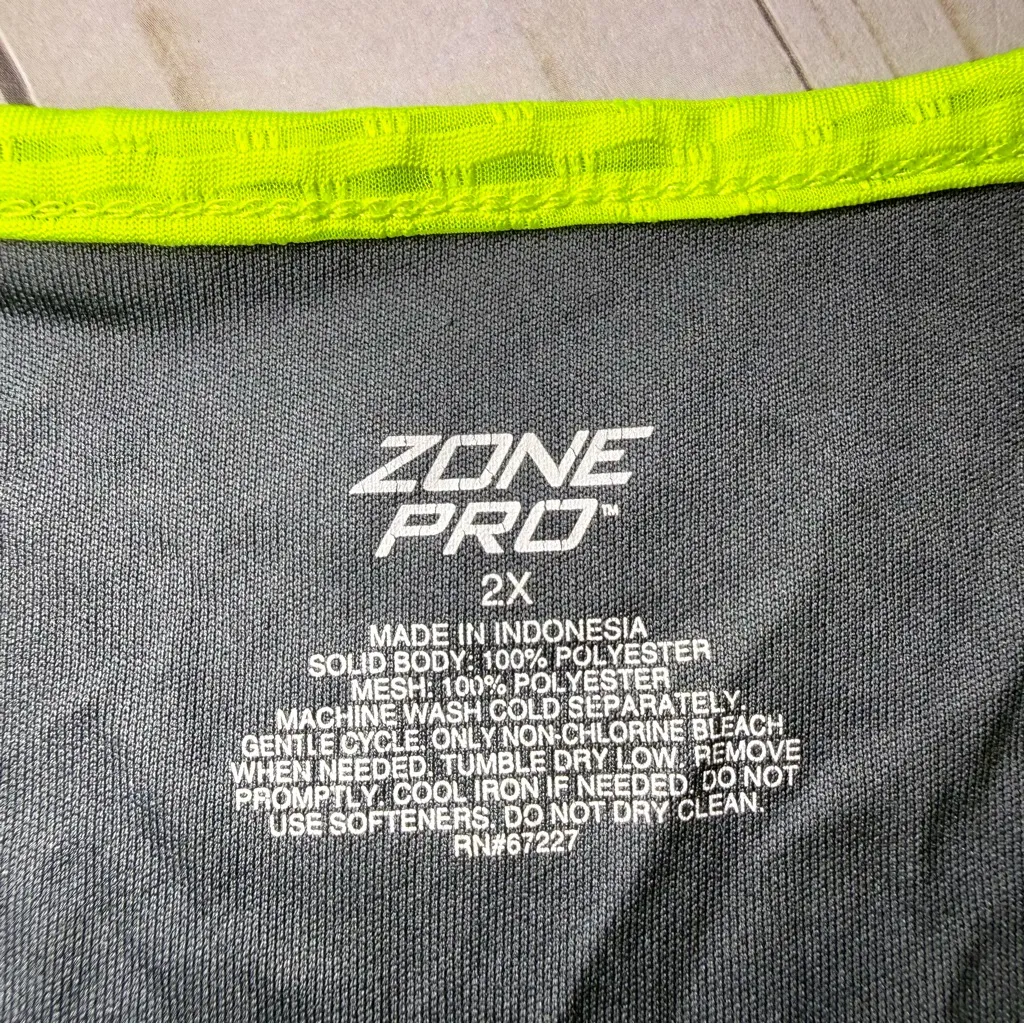 ZONE
PRO™
2X
MADE IN INDONESIA
SOLID BODY: 100% POLYESTER
MESH: 100% POLYESTER
MACHINE WASH COLD SEPARATELY.
GENTLE CYCLE. ONLY NON-CHLORINE BLEACH
WHEN NEEDED. TUMBLE DRY LOW. REMOVE
PROMPTLY. COOL IRON IF NEEDED. DO NOT
USE SOFTENERS. DO NOT DRY CLEAN.
RN#67227